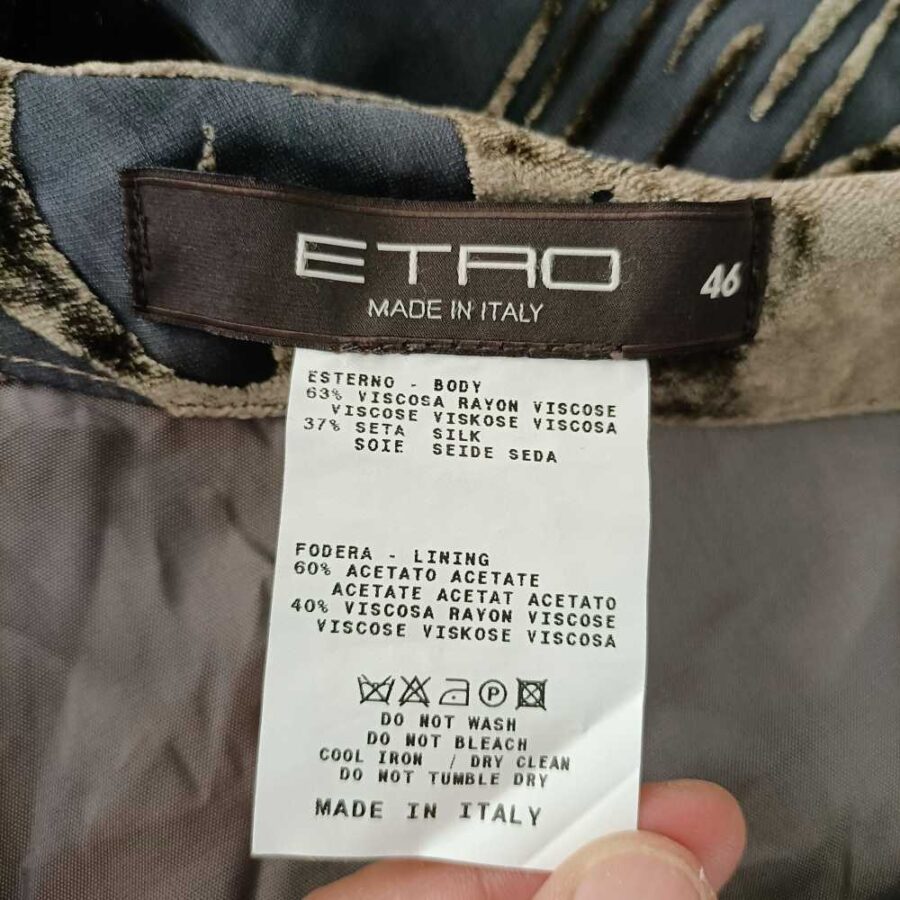 ETRO
46
MADE IN ITALY
ESTERNO - BODY
63% VISCOSA RAYON VISCOSE
VISCOSE VISKOSE VISCOSA
37% SETA SILK
SOIE SEIDE SEDA
FODERA - LINING
60% ACETATO ACETATE
ACETATE ACETAT ACETATO
40% VISCOSA RAYON VISCOSE
VISCOSE VISKOSE VISCOSA
P
DO NOT WASH
DO NOT BLEACH
COOL IRON / DRY CLEAN
DO NOT TUMBLE DRY
MADE IN ITALY